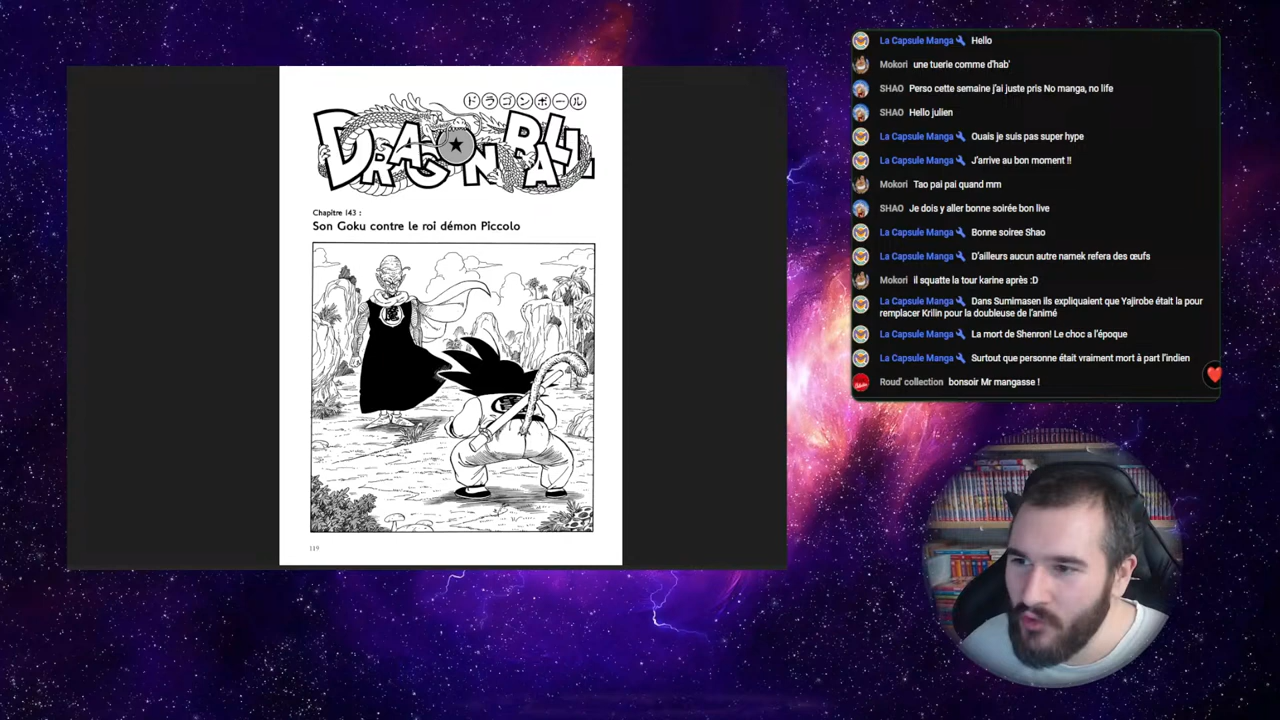 ドラゴンボール
DRAGON BALL
Chapitre 143 :
Son Goku contre le roi démon Piccolo
魔
119
La Capsule Manga Hello
Mokori une tuerie comme d'hab'
SHAO Perso cette semaine j'ai juste pris No manga, no life
SHAO Hello julien
La Capsule Manga Ouais je suis pas super hype
La Capsule Manga J'arrive au bon moment !!
Mokori Tao paï paï quand mm
SHAO Je dois y aller bonne soirée bon live
La Capsule Manga Bonne soiree Shao
La Capsule Manga D'ailleurs aucun autre namek refera des œufs
Mokori il squatte la tour karine après :D
La Capsule Manga Dans Sumimasen ils expliquaient que Yajirobe était la pour
remplacer Krilin pour la doubleuse de l'animé
La Capsule Manga La mort de Shenron! Le choc a l'époque
La Capsule Manga Surtout que personne était vraiment mort à part l'indien
Roud' collection bonsoir Mr mangasse !